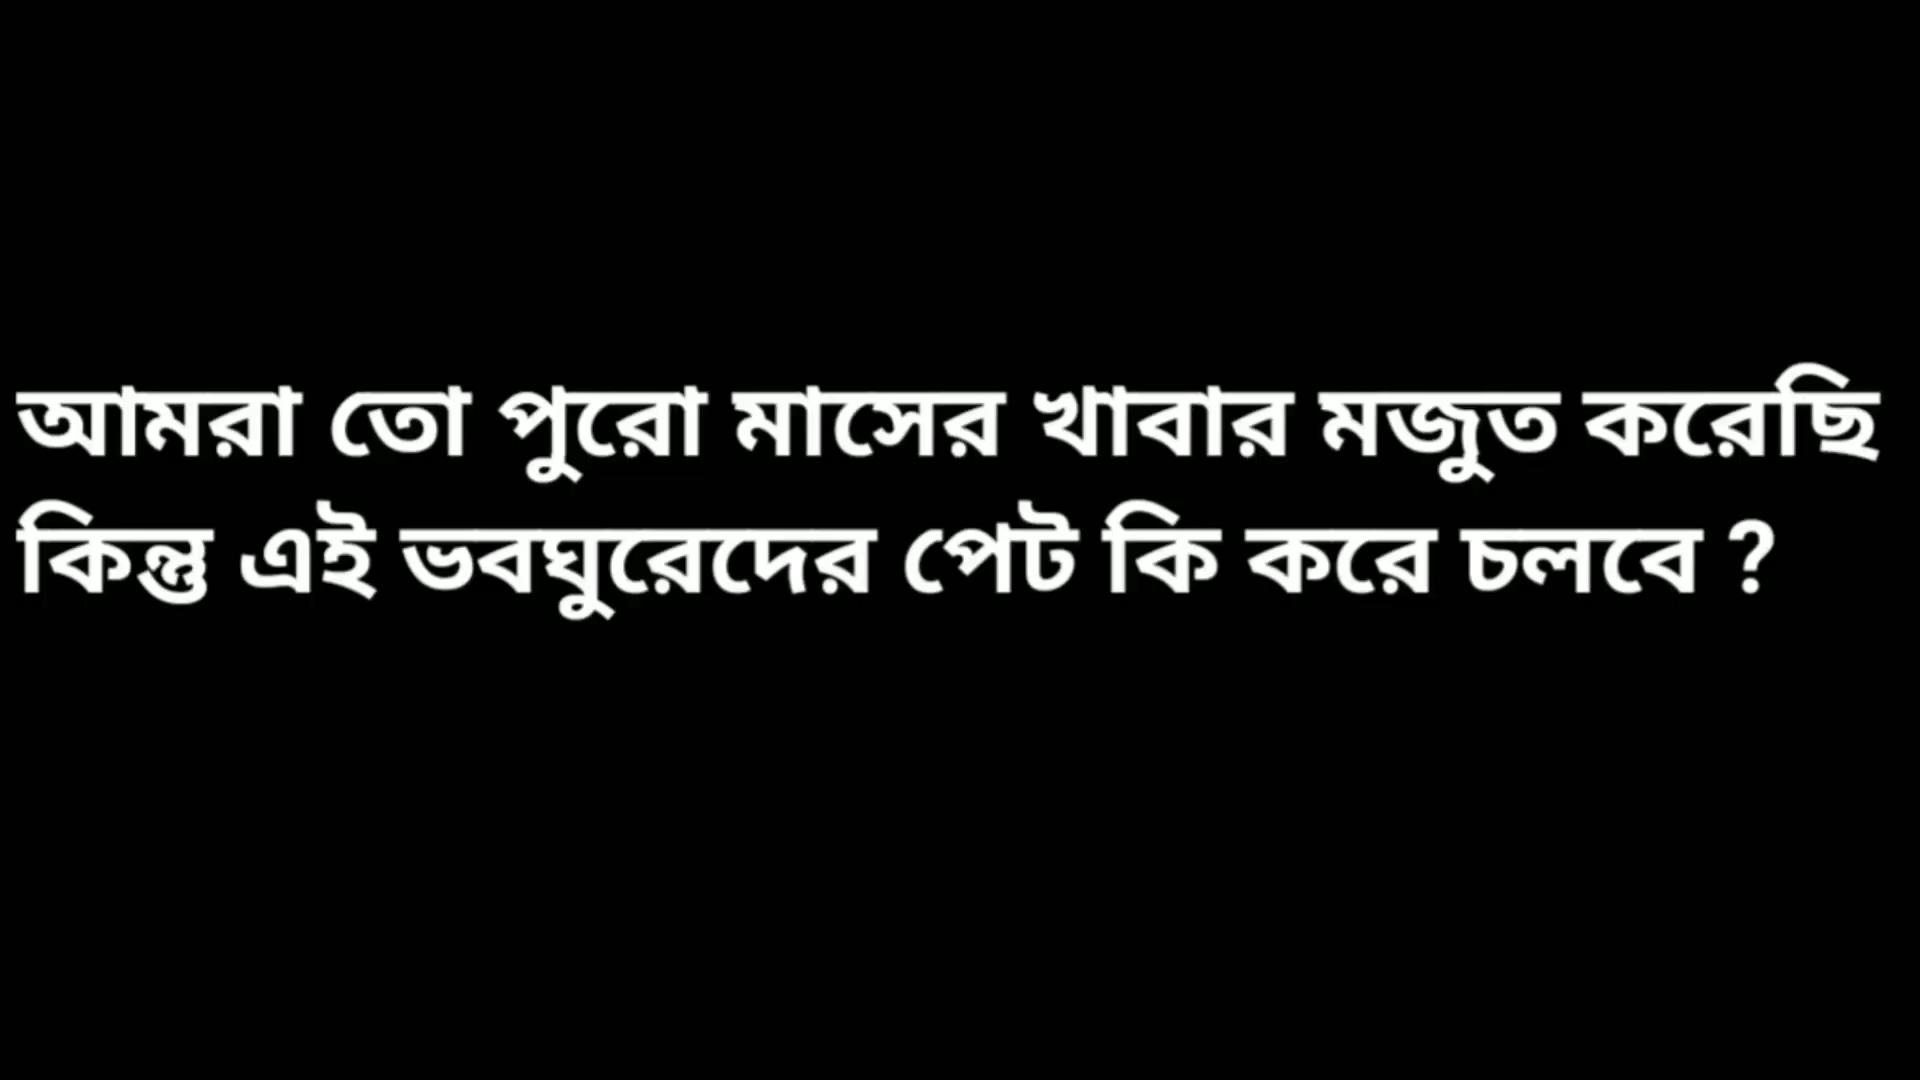 আমরা তো পুরো মাসের খাবার মজুত করেছি
কিন্তু এই ভবঘুরেদের পেট কি করে চলবে ?